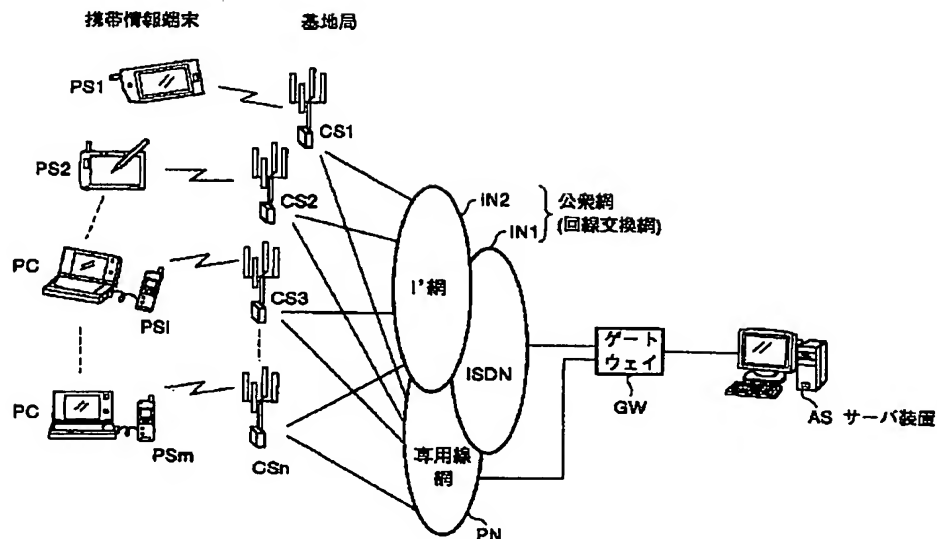 携帯情報端末
基地局
PS1
CS1
PS2
CS2
IN2
IN1
公衆網
(回線交換網)
PC
PSi
CS3
I'網
ISDN
ゲート
ウェイ
GW
AS サーバ装置
PC
PSm
CSn
専用線
網
PN